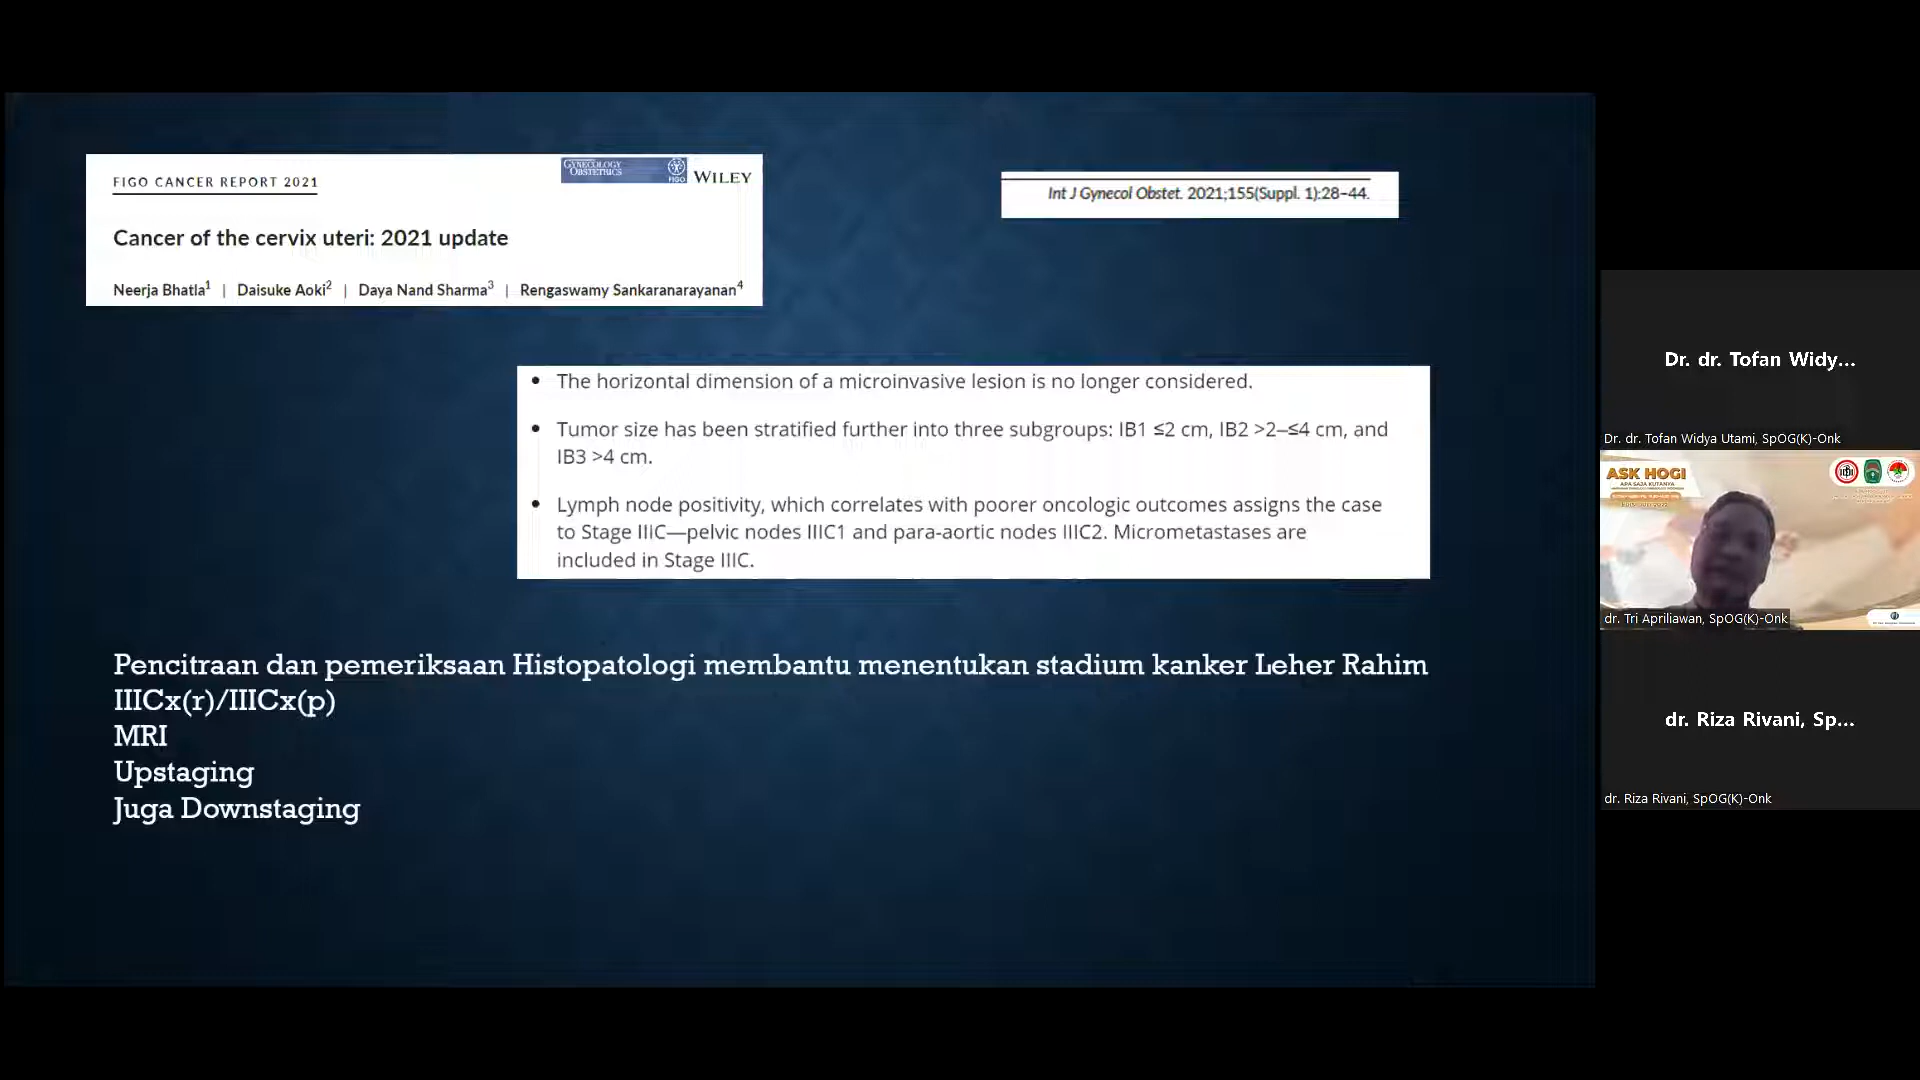 FIGO CANCER REPORT 2021
GYNECOLOGY
OBSTETRICS
FIGO
WILEY
Cancer of the cervix uteri: 2021 update
Neerja Bhatla1 | Daisuke Aoki2 | Daya Nand Sharma3 | Rengaswamy Sankaranarayanan4
Int J Gynecol Obstet. 2021;155(Suppl. 1):28–44.
• The horizontal dimension of a microinvasive lesion is no longer considered.
• Tumor size has been stratified further into three subgroups: IB1 ≤2 cm, IB2 >2–≤4 cm, and
IB3 >4 cm.
• Lymph node positivity, which correlates with poorer oncologic outcomes assigns the case
to Stage IIIC—pelvic nodes IIIC1 and para-aortic nodes IIIC2. Micrometastases are
included in Stage IIIC.
Pencitraan dan pemeriksaan Histopatologi membantu menentukan stadium kanker Leher Rahim
IIICx(r)/IIICx(p)
MRI
Upstaging
Juga Downstaging
Dr. dr. Tofan Widy...
Dr. dr. Tofan Widya Utami, SpOG(K)-Onk
ASK HOGI
APA SAJA KUTANYA
dr. Tri Apriliawan, SpOG(K)-Onk
dr. Riza Rivani, Sp...
dr. Riza Rivani, SpOG(K)-Onk